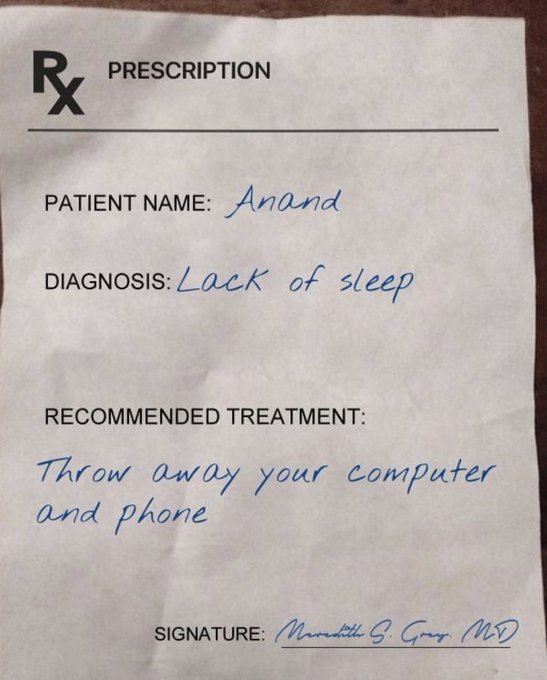 Rx PRESCRIPTION
PATIENT NAME: Anand
DIAGNOSIS: Lack of sleep
RECOMMENDED TREATMENT:
Throw away your computer
and phone
SIGNATURE: Meredith S. Grey. MD